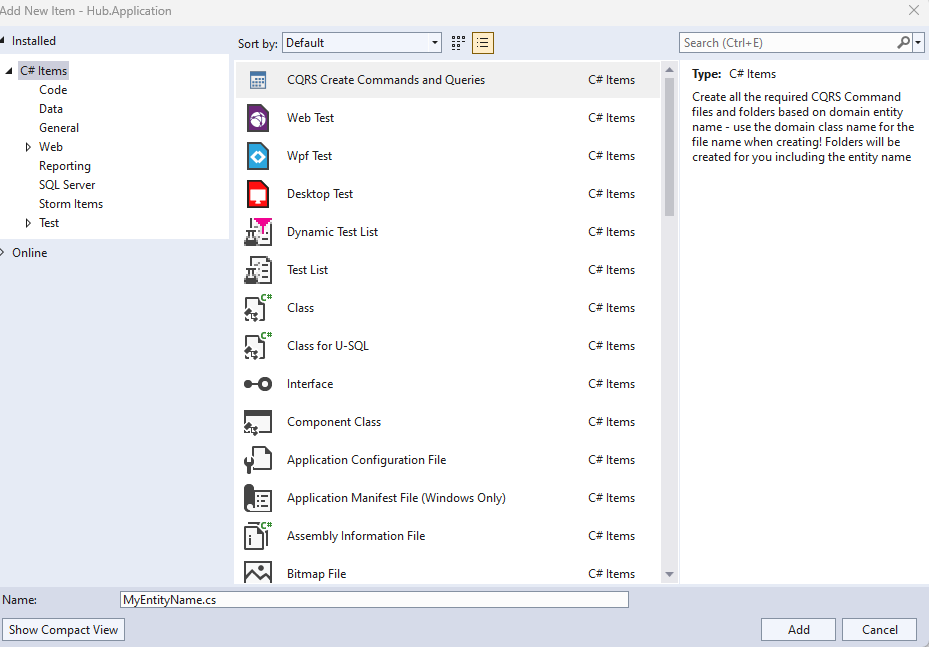 Add New Item - Hub.Application
Installed
Sort by: Default
Search (Ctrl+E)
C# Items
Code
Data
General
Web
Reporting
SQL Server
Storm Items
Test
Online
CQRS Create Commands and Queries C# Items
Web Test C# Items
Wpf Test C# Items
Desktop Test C# Items
Dynamic Test List C# Items
Test List C# Items
C#
Class C# Items
C#
Class for U-SQL C# Items
Interface C# Items
Component Class C# Items
Application Configuration File C# Items
Application Manifest File (Windows Only) C# Items
C#
Assembly Information File C# Items
Bitmap File C# Items
Type: C# Items
Create all the required CQRS Command
files and folders based on domain entity
name - use the domain class name for the
file name when creating! Folders will be
created for you including the entity name
Name: MyEntityName.cs
Show Compact View Add Cancel